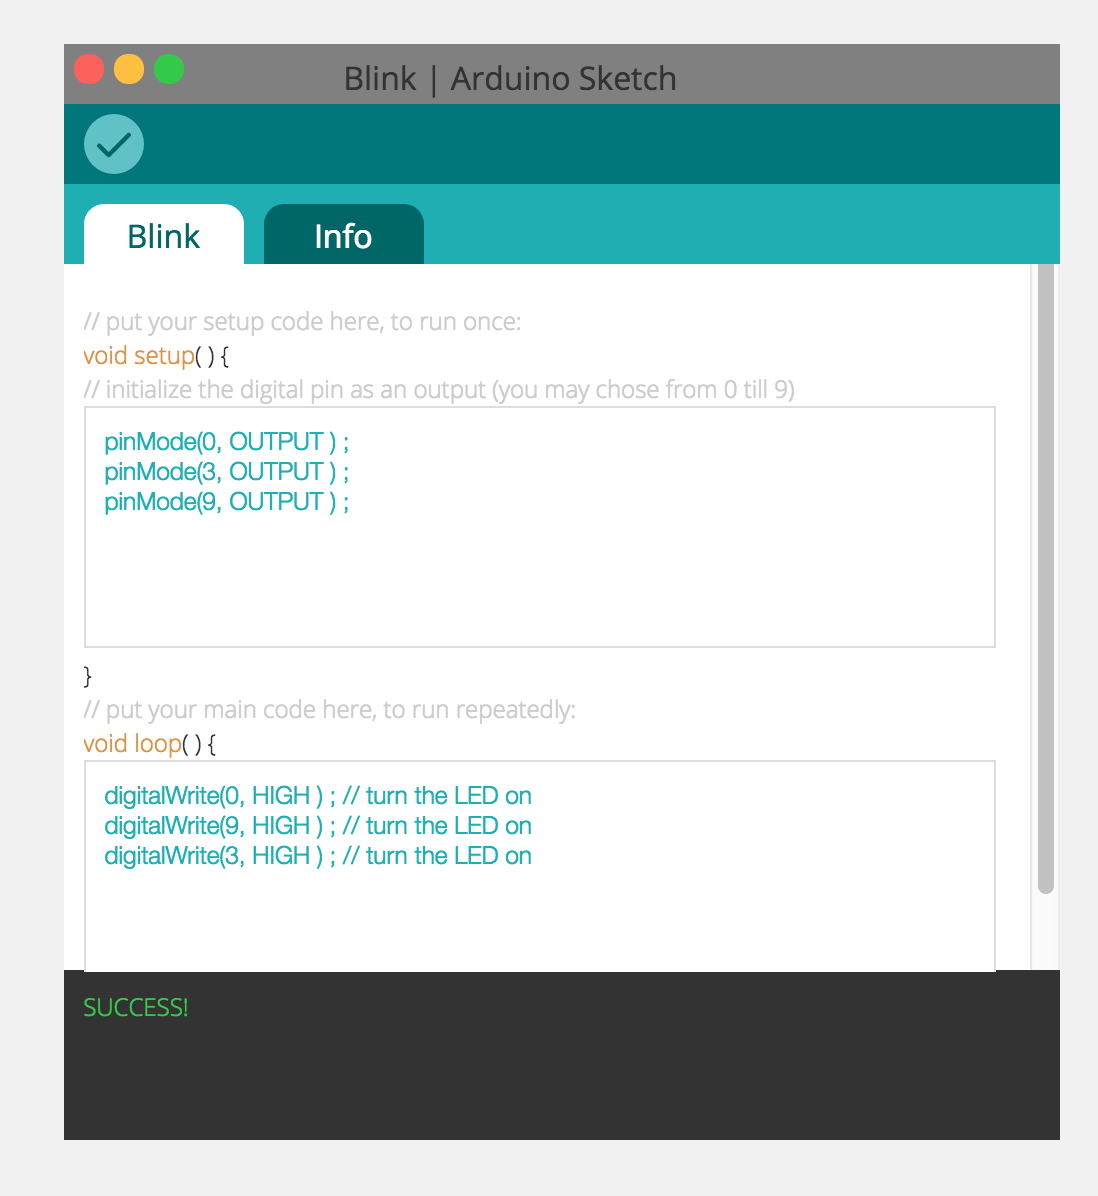 Blink | Arduino Sketch
Blink
Info
// put your setup code here, to run once:
void setup( ) {
// initialize the digital pin as an output (you may chose from 0 till 9)
pinMode(0, OUTPUT ) ;
pinMode(3, OUTPUT ) ;
pinMode(9, OUTPUT ) ;
}
// put your main code here, to run repeatedly:
void loop( ) {
digitalWrite(0, HIGH ) ; // turn the LED on
digitalWrite(9, HIGH ) ; // turn the LED on
digitalWrite(3, HIGH ) ; // turn the LED on
SUCCESS!